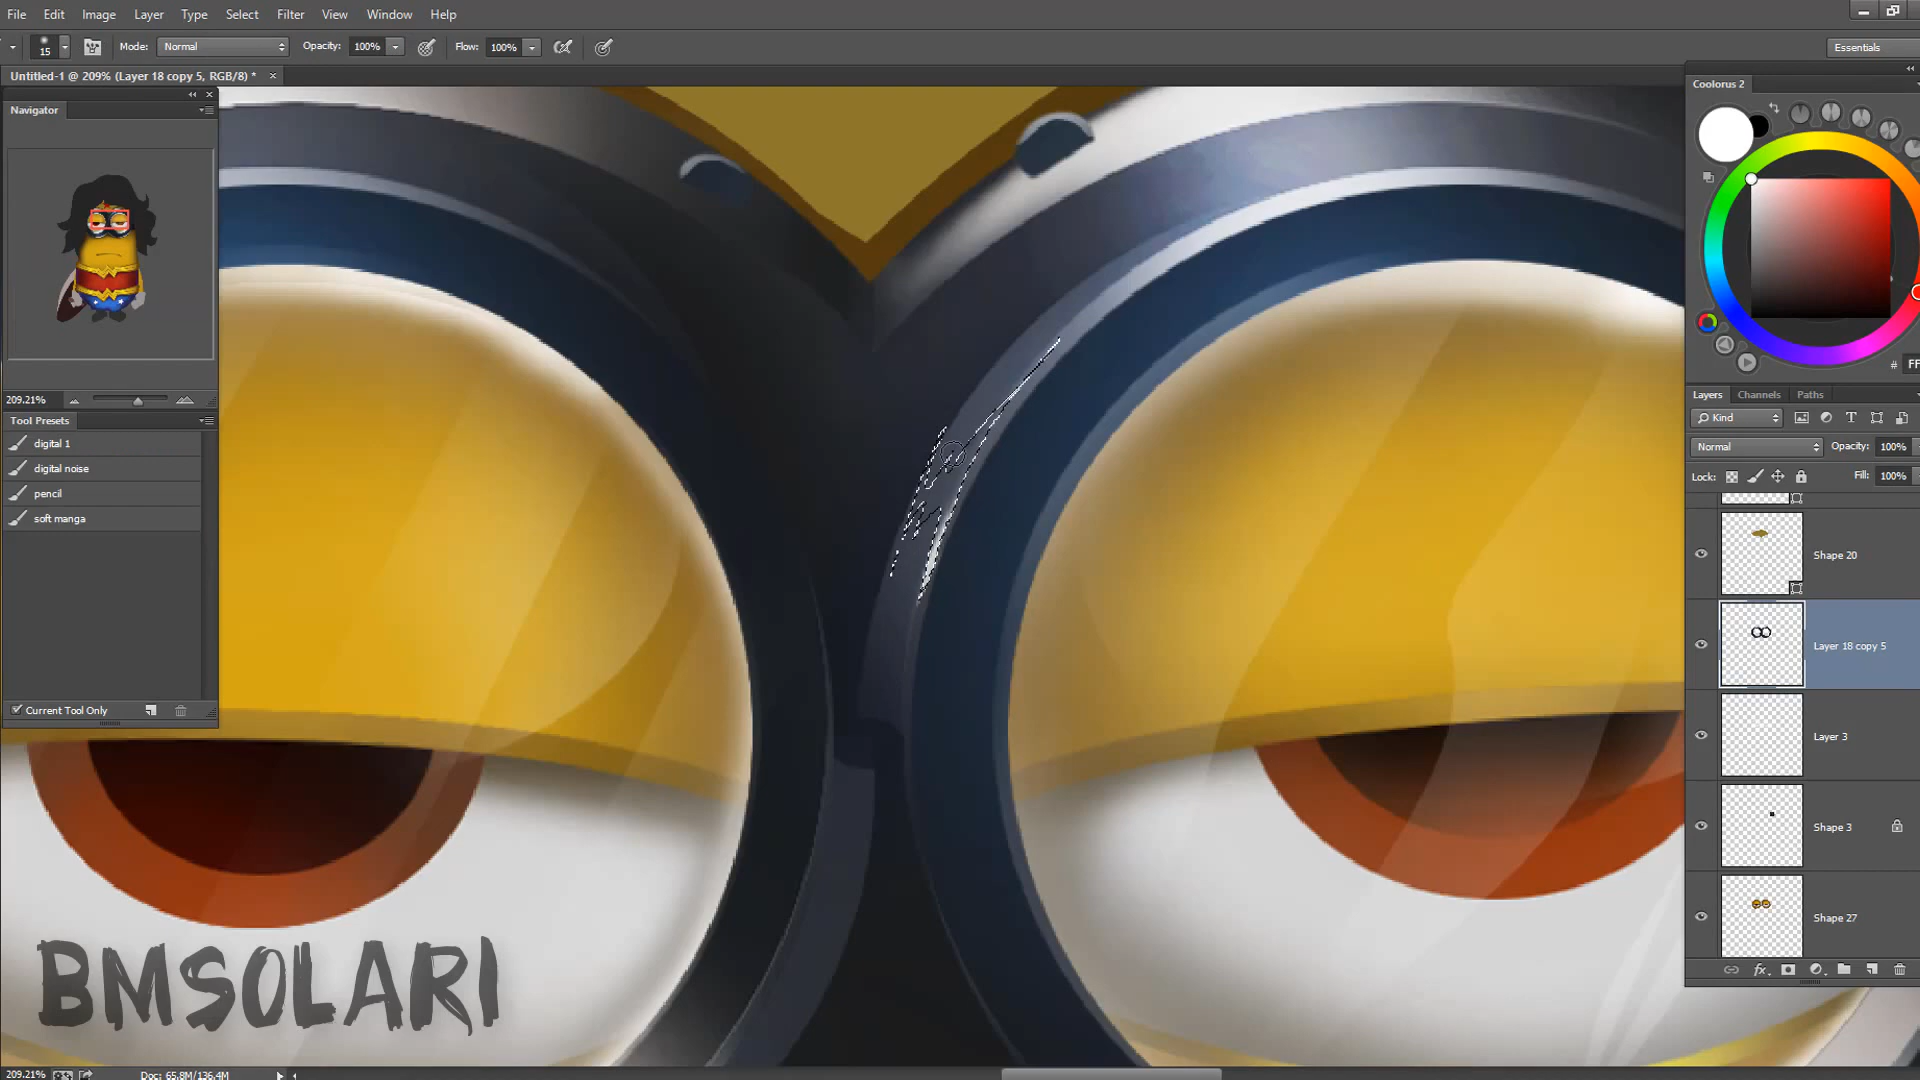 File Edit Image Layer Type Select Filter View Window Help
15 Mode: Normal Opacity: 100% Flow: 100% Essentials
Untitled-1 @ 209% (Layer 18 copy 5, RGB/8) * ×
Navigator
209.21%
Tool Presets
digital 1
digital noise
pencil
soft manga
Current Tool Only
Coolorus 2
# FF
Layers Channels Paths
Kind
Normal Opacity: 100%
Lock: Fill: 100%
Shape 20
Layer 18 copy 5
Layer 3
Shape 3
Shape 27
fx
BMSOLARI
209.21% Doc: 65.8M/136.4M